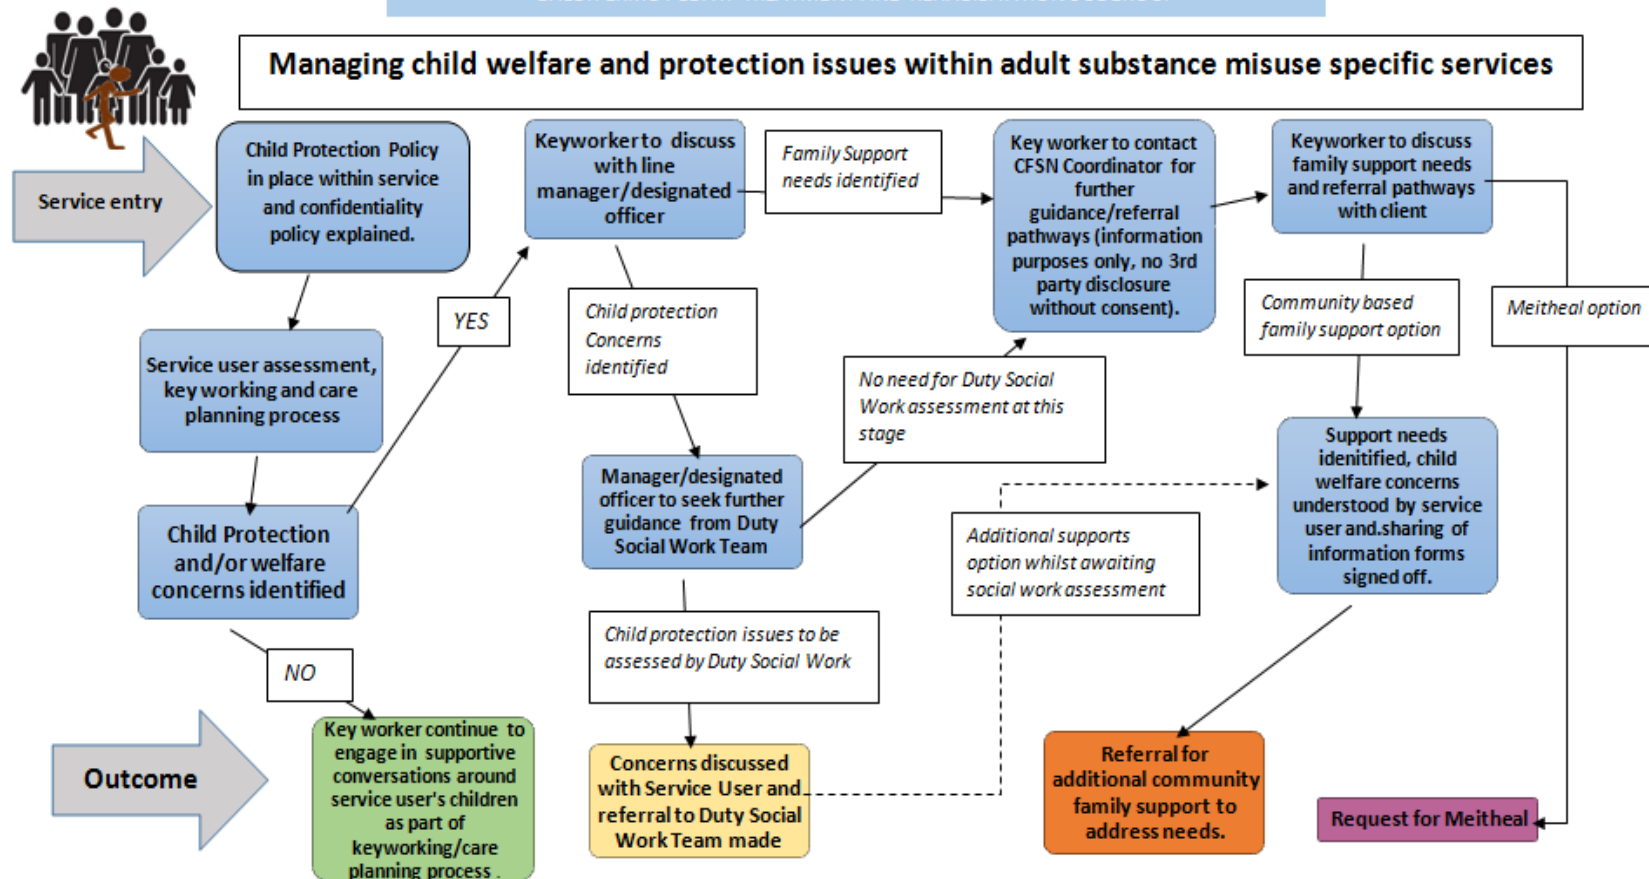 Managing child welfare and protection issues within adult substance misuse specific services
Service entry
Child Protection Policy
in place within service
and confidentiality
policy explained.
Keyworker to discuss
with line
manager/designated
officer
Family Support
needs identified
Key worker to contact
CFSN Coordinator for
further
guidance/referral
pathways (information
purposes only, no 3rd
party disclosure
without consent).
Keyworker to discuss
family support needs
and referral pathways
with client
YES
Child protection
Concerns
identified
Community based
family support option
Meitheal option
Service user assessment,
key working and care
planning process
No need for Duty Social
Work assessment at this
stage
Manager/designated
officer to seek further
guidance from Duty
Social Work Team
Support needs
idenitified, child
welfare concerns
understood by service
user and.sharing of
information forms
signed off.
Child Protection
and/or welfare
concerns identified
Additional supports
option whilst awaiting
social work assessment
Child protection issues to be
assessed by Duty Social Work
NO
Outcome
Key worker continue to
engage in supportive
conversations around
service user's children
as part of
keyworking/care
planning process .
Concerns discussed
with Service User and
referral to Duty Social
Work Team made
Referral for
additional community
family support to
address needs.
Request for Meitheal